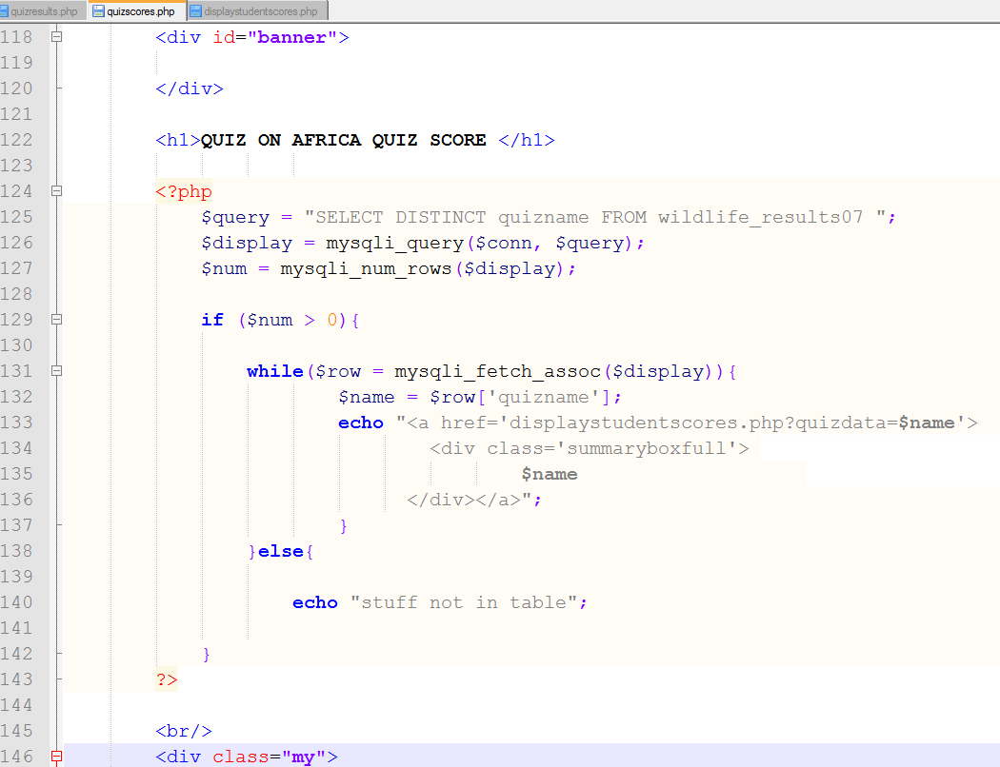 quizresults.php quizscores.php displaystudentscores.php
118 <div id="banner">
119
120 </div>
121
122 <h1>QUIZ ON AFRICA QUIZ SCORE </h1>
123
124 <?php
125 $query = "SELECT DISTINCT quizname FROM wildlife_results07 ";
126 $display = mysqli_query($conn, $query);
127 $num = mysqli_num_rows($display);
128
129 if ($num > 0){
130
131 while($row = mysqli_fetch_assoc($display)){
132 $name = $row['quizname'];
133 echo "<a href='displaystudentscores.php?quizdata=$name'>
134 <div class='summaryboxfull'>
135 $name
136 </div></a>";
137 }
138 }else{
139
140 echo "stuff not in table";
141
142 }
143 ?>
144
145 <br/>
146 <div class="my">